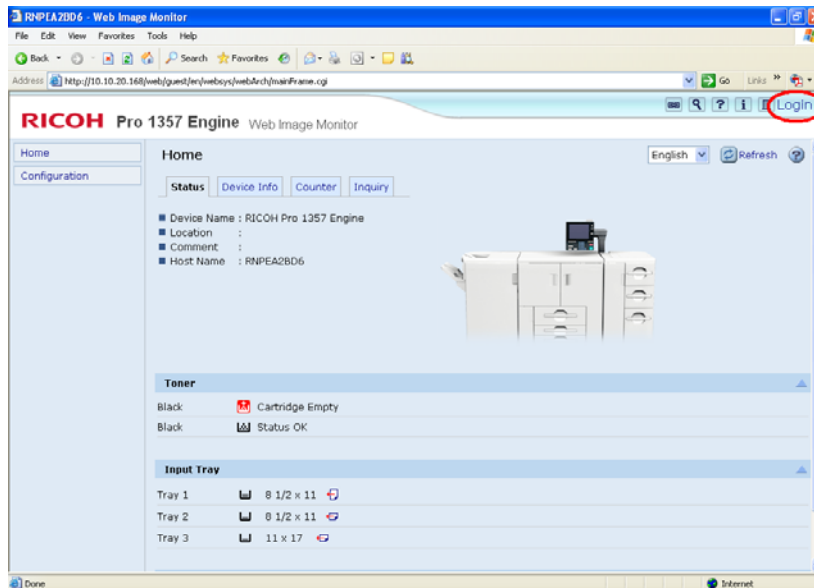 RNPEA2BD6 - Web Image Monitor
File Edit View Favorites Tools Help
Back Search Favorites
Address http://10.10.20.168/web/guest/en/websys/webArch/mainFrame.cgi Go Links »
Login
RICOH Pro 1357 Engine Web Image Monitor
Home
Configuration
Home English Refresh
Status Device Info Counter Inquiry
Device Name : RICOH Pro 1357 Engine
Location :
Comment :
Host Name : RNPEA2BD6
Toner
Black Cartridge Empty
Black Status OK
Input Tray
Tray 1 8 1/2 x 11
Tray 2 8 1/2 x 11
Tray 3 11 x 17
Done Internet